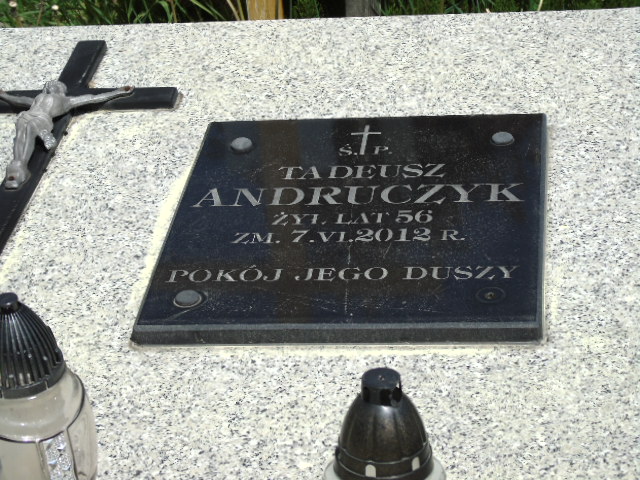 Ś. † P.
TADEUSZ
ANDRUCZYK
ŻYŁ LAT 56
ZM. 7.VI.2012 R.
POKÓJ JEGO DUSZY